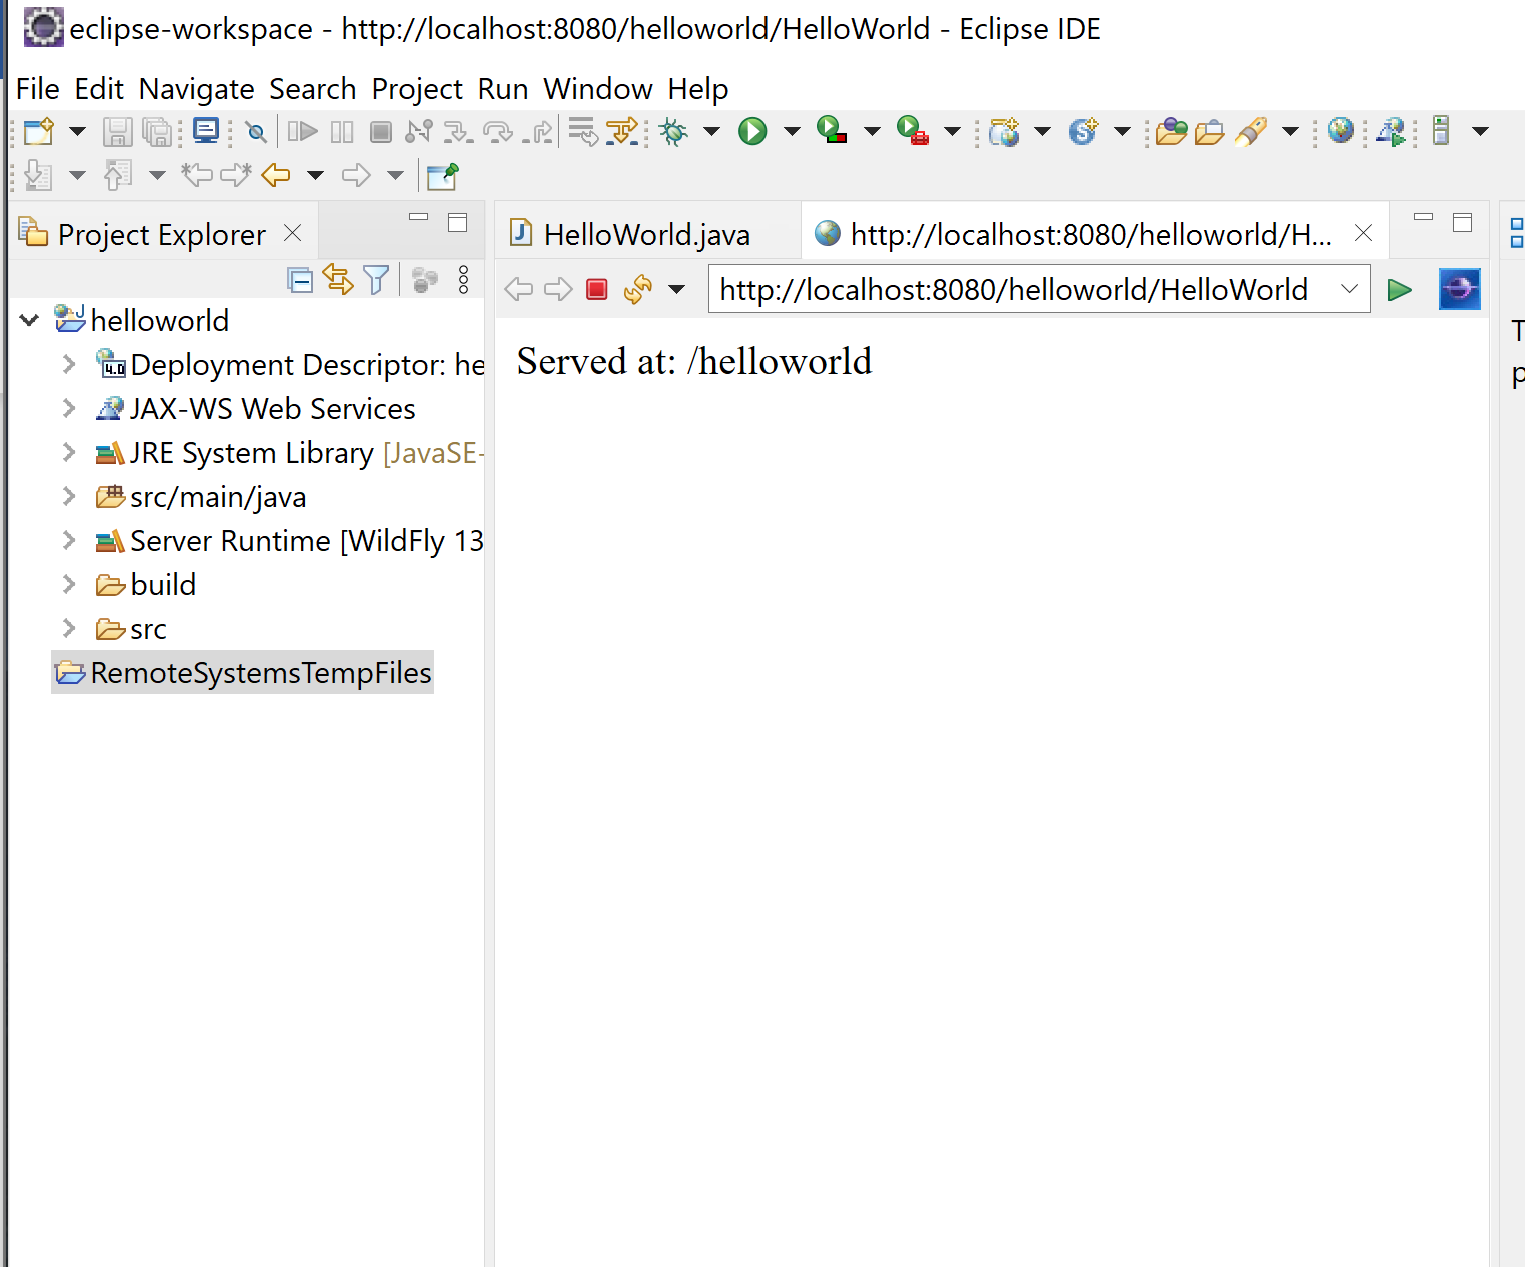 eclipse-workspace - http://localhost:8080/helloworld/HelloWorld - Eclipse IDE
File Edit Navigate Search Project Run Window Help
Project Explorer
HelloWorld.java
http://localhost:8080/helloworld/H...
http://localhost:8080/helloworld/HelloWorld
helloworld
Deployment Descriptor: he
JAX-WS Web Services
JRE System Library [JavaSE-
src/main/java
Server Runtime [WildFly 13
build
src
RemoteSystemsTempFiles
Served at: /helloworld
T
p